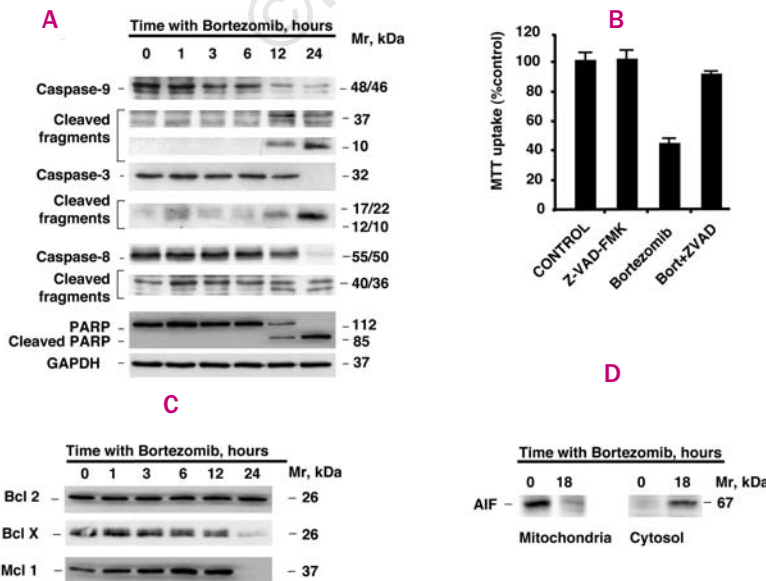 A
Time with Bortezomib, hours
0 1 3 6 12 24 Mr, kDa
Caspase-9 - 48/46
Cleaved fragments - 37
- 10
Caspase-3 - 32
Cleaved fragments - 17/22
- 12/10
Caspase-8 - 55/50
Cleaved fragments - 40/36
PARP - 112
Cleaved PARP - 85
GAPDH - 37
B
MTT uptake (%control)
120
100
80
60
40
20
0
CONTROL
Z-VAD-FMK
Bortezomib
Bort+ZVAD
C
Time with Bortezomib, hours
0 1 3 6 12 24 Mr, kDa
Bcl 2 - 26
Bcl X - 26
Mcl 1 - 37
D
Time with Bortezomib, hours
0 18 0 18 Mr, kDa
AIF - 67
Mitochondria Cytosol